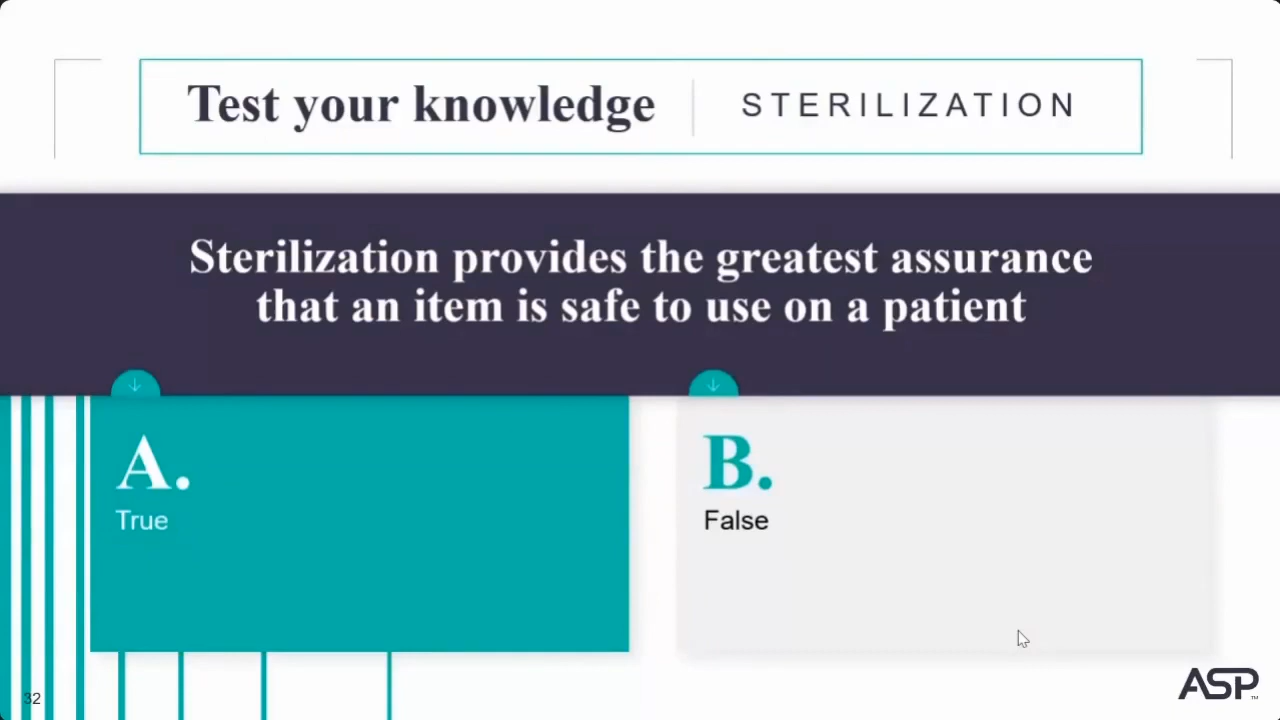 Test your knowledge
STERILIZATION
Sterilization provides the greatest assurance
that an item is safe to use on a patient
A.
True
B.
False
32
ASP™